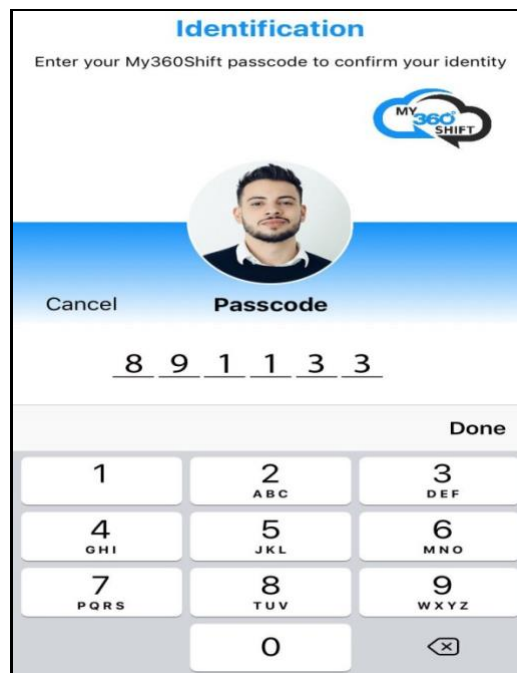 Identification
Enter your My360Shift passcode to confirm your identity
MY
360°
SHIFT
Cancel Passcode
8 9 1 1 3 3
Done
1 2 3
ABC DEF
4 5 6
GHI JKL MNO
7 8 9
PQRS TUV WXYZ
0